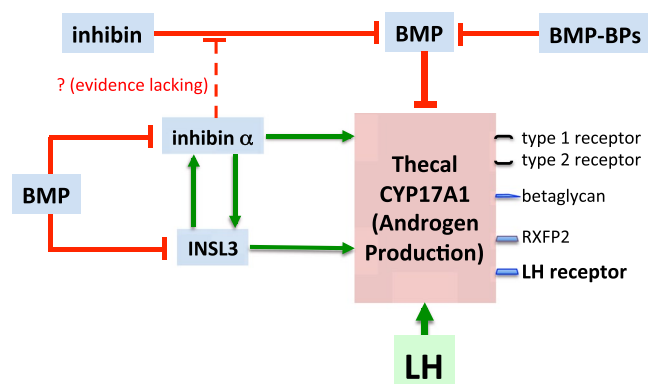 inhibin
BMP
BMP-BPs
? (evidence lacking)
inhibin α
BMP
INSL3
Thecal
CYP17A1
(Androgen
Production)
type 1 receptor
type 2 receptor
betaglycan
RXFP2
LH receptor
LH